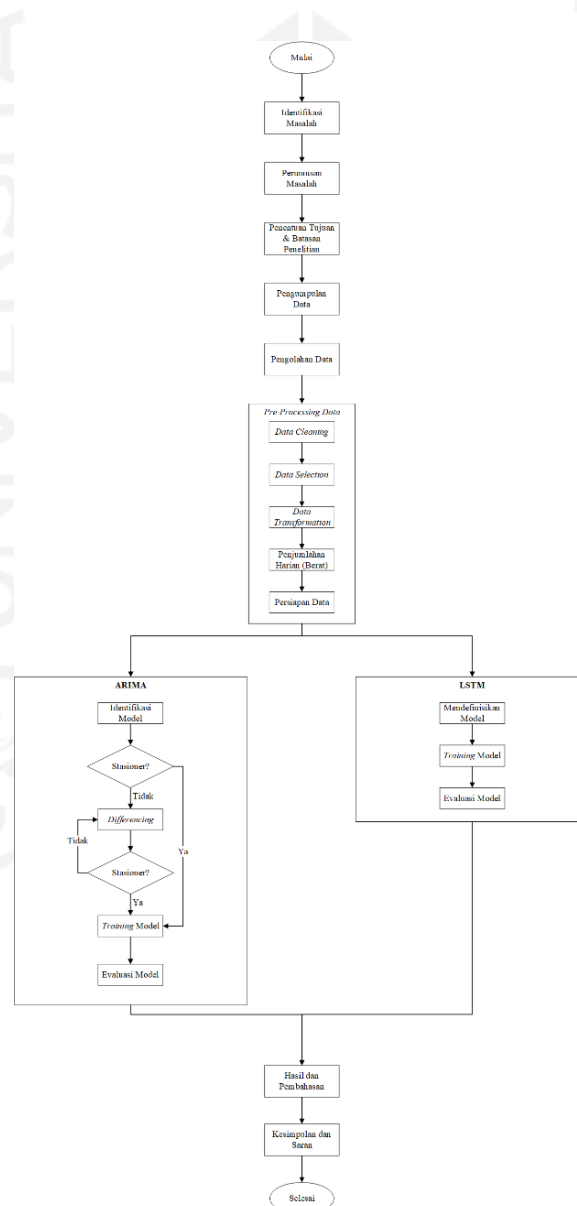 Mulai
Identifikasi
Masalah
Perumusan
Masalah
Penentuan Tujuan
& Batasan
Penelitian
Pengumpulan
Data
Pengolahan Data
Pre-Processing Data
Data Cleaning
Data Selection
Data
Transformation
Penjumlahan
Harian (Berat)
Persiapan Data
ARIMA
Identifikasi
Model
Stasioner?
Tidak
Differencing
Tidak
Ya
Stasioner?
Ya
Training Model
Evaluasi Model
LSTM
Mendefinisikan
Model
Training Model
Evaluasi Model
Hasil dan
Pembahasan
Kesimpulan dan
Saran
Selesai